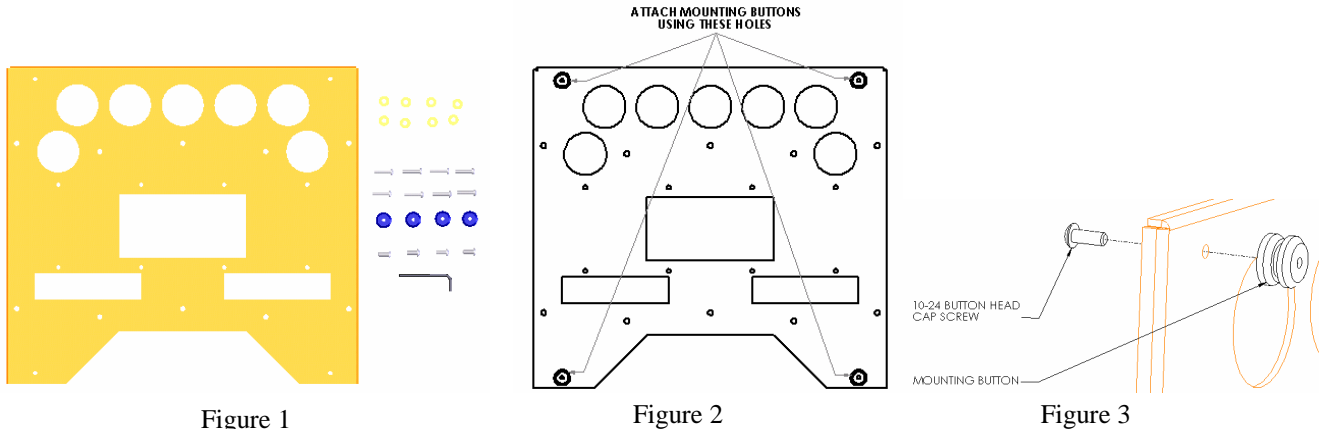 ATTACH MOUNTING BUTTONS
USING THESE HOLES
10-24 BUTTON HEAD
CAP SCREW
MOUNTING BUTTON
Figure 1
Figure 2
Figure 3